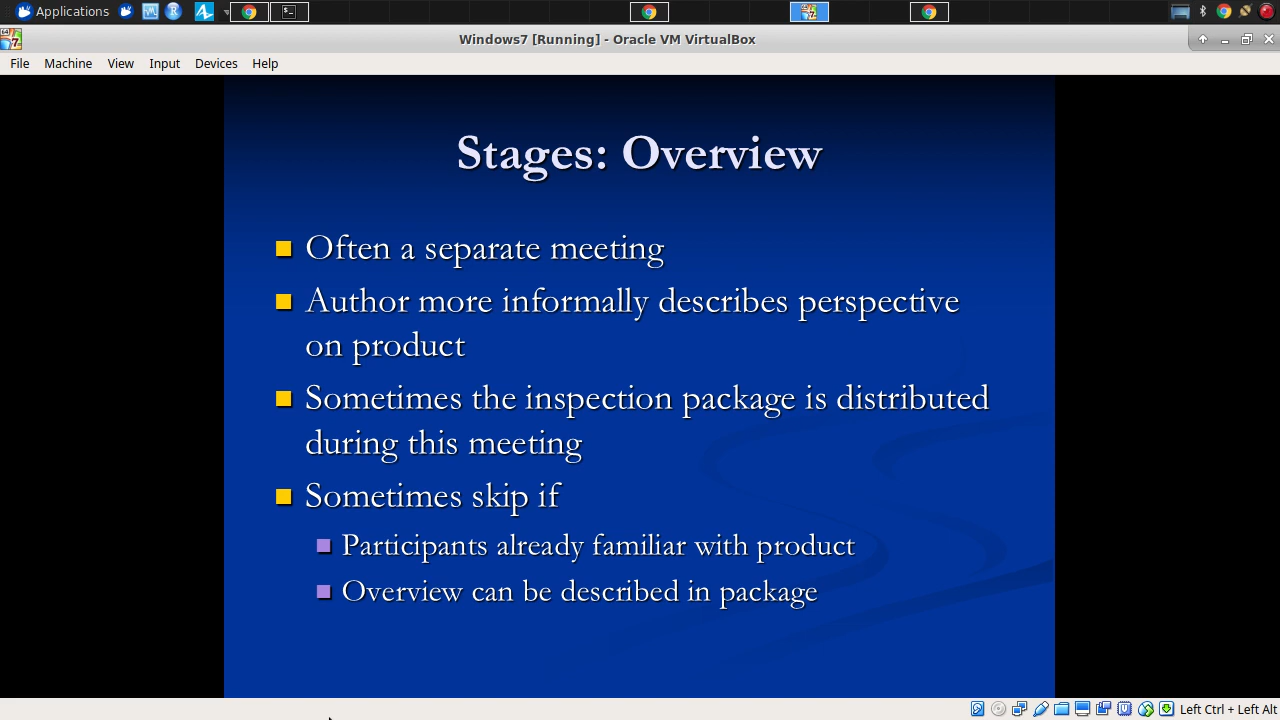 Applications
Windows7 [Running] - Oracle VM VirtualBox
File Machine View Input Devices Help
Stages: Overview
Often a separate meeting
Author more informally describes perspective
on product
Sometimes the inspection package is distributed
during this meeting
Sometimes skip if
Participants already familiar with product
Overview can be described in package
Left Ctrl + Left Alt